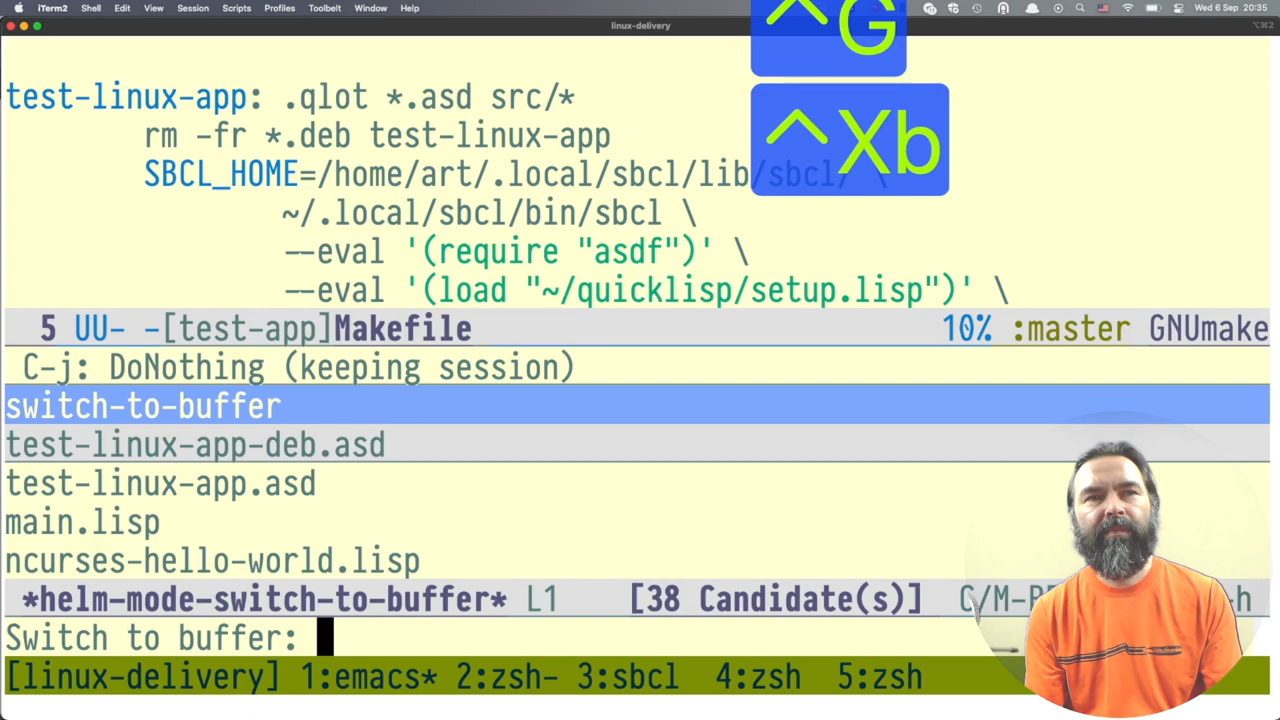 iTerm2 Shell Edit View Session Scripts Profiles Toolbelt Window Help Wed 6 Sep 20:35
linux-delivery ⌥⌘2
^G
^Xb
test-linux-app: .qlot *.asd src/*
rm -fr *.deb test-linux-app
SBCL_HOME=/home/art/.local/sbcl/lib/sbcl/ \
~/.local/sbcl/bin/sbcl \
--eval '(require "asdf")' \
--eval '(load "~/quicklisp/setup.lisp")' \
5 UU- -[test-app]Makefile 10% :master GNUmake
C-j: DoNothing (keeping session)
switch-to-buffer
test-linux-app-deb.asd
test-linux-app.asd
main.lisp
ncurses-hello-world.lisp
*helm-mode-switch-to-buffer* L1 [38 Candidate(s)]
Switch to buffer:
[linux-delivery] 1:emacs* 2:zsh- 3:sbcl 4:zsh 5:zsh